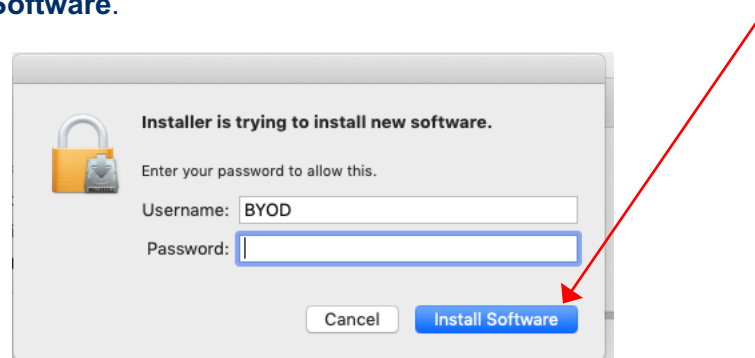 Software.
Installer is trying to install new software.
Enter your password to allow this.
Username: BYOD
Password:
Cancel Install Software